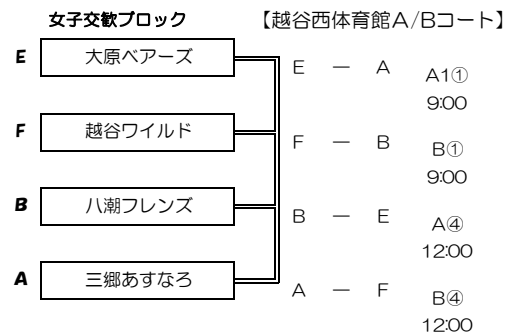 女子交歓ブロック 【越谷西体育館A/Bコート】
E 大原ベアーズ
E — A A1①
9:00
F 越谷ワイルド
F — B B①
9:00
B 八潮フレンズ
B — E A④
12:00
A 三郷あすなろ
A — F B④
12:00